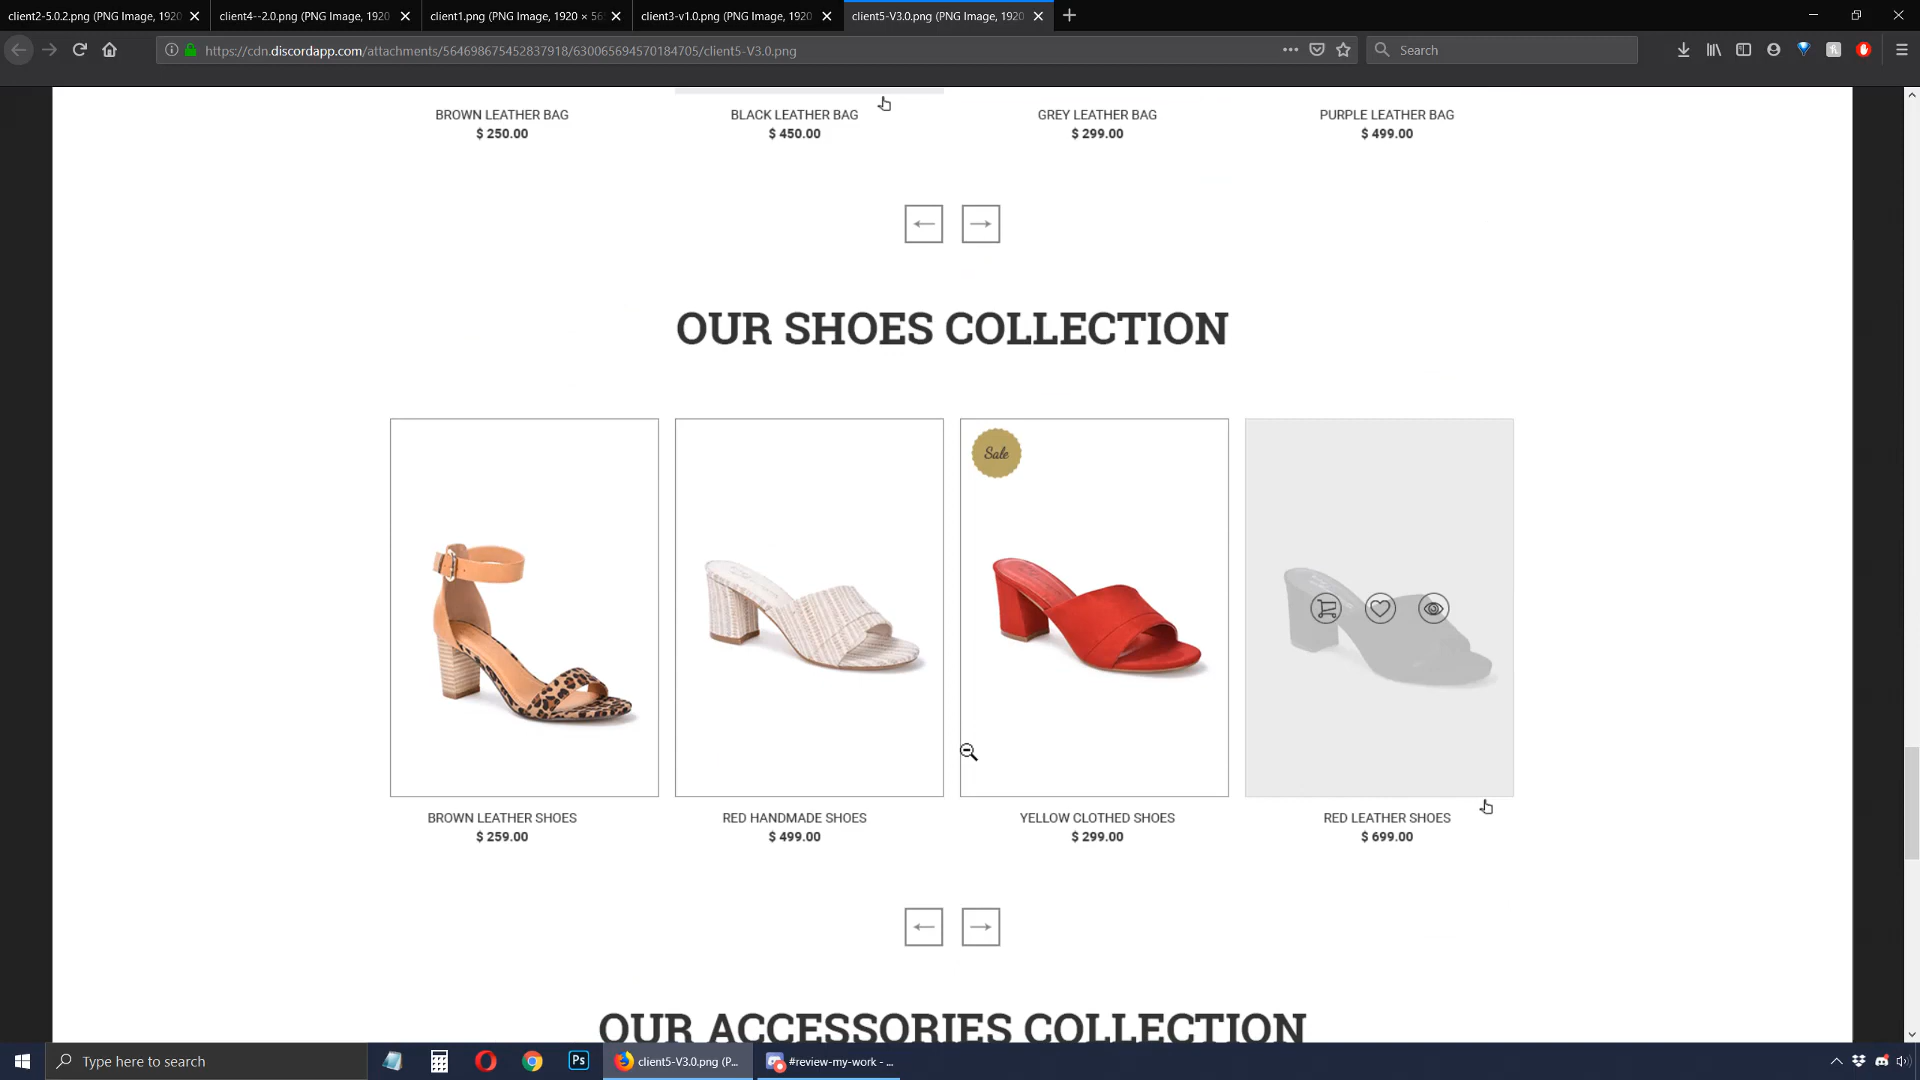 client2-5.0.2.png (PNG Image, 1920
client4--2.0.png (PNG Image, 1920
client1.png (PNG Image, 1920 × 56
client3-v1.0.png (PNG Image, 1920
client5-V3.0.png (PNG Image, 1920
https://cdn.discordapp.com/attachments/564698675452837918/630065694570184705/client5-V3.0.png
Search
BROWN LEATHER BAG
$ 250.00
BLACK LEATHER BAG
$ 450.00
GREY LEATHER BAG
$ 299.00
PURPLE LEATHER BAG
$ 499.00
OUR SHOES COLLECTION
Sale
BROWN LEATHER SHOES
$ 259.00
RED HANDMADE SHOES
$ 499.00
YELLOW CLOTHED SHOES
$ 299.00
RED LEATHER SHOES
$ 699.00
OUR ACCESSORIES COLLECTION
Type here to search
Ps
client5-V3.0.png (P...
#review-my-work - ...